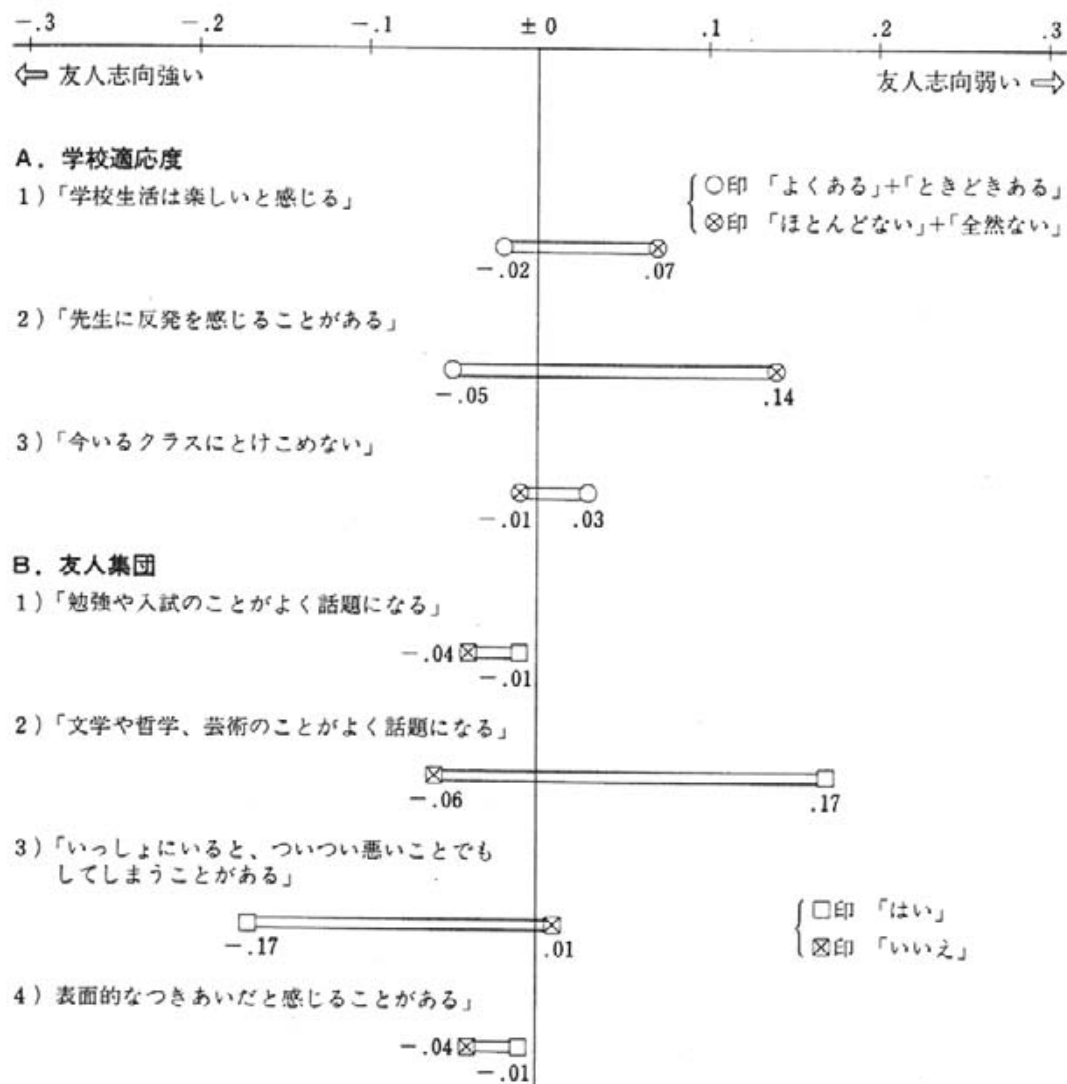 -.3 -.2 -.1 ±0 .1 .2 .3
⇦ 友人志向強い 友人志向弱い ⇨
A. 学校適応度
1)「学校生活は楽しいと感じる」
○印 「よくある」+「ときどきある」
⊗印 「ほとんどない」+「全然ない」
-.02 .07
2)「先生に反発を感じることがある」
-.05 .14
3)「今いるクラスにとけこめない」
-.01 .03
B. 友人集団
1)「勉強や入試のことがよく話題になる」
-.04
-.01
2)「文学や哲学、芸術のことがよく話題になる」
-.06 .17
3)「いっしょにいると、ついつい悪いことでも
してしまうことがある」
□印 「はい」
⊠印 「いいえ」
-.17 .01
4) 表面的なつきあいだと感じることがある」
-.04
-.01